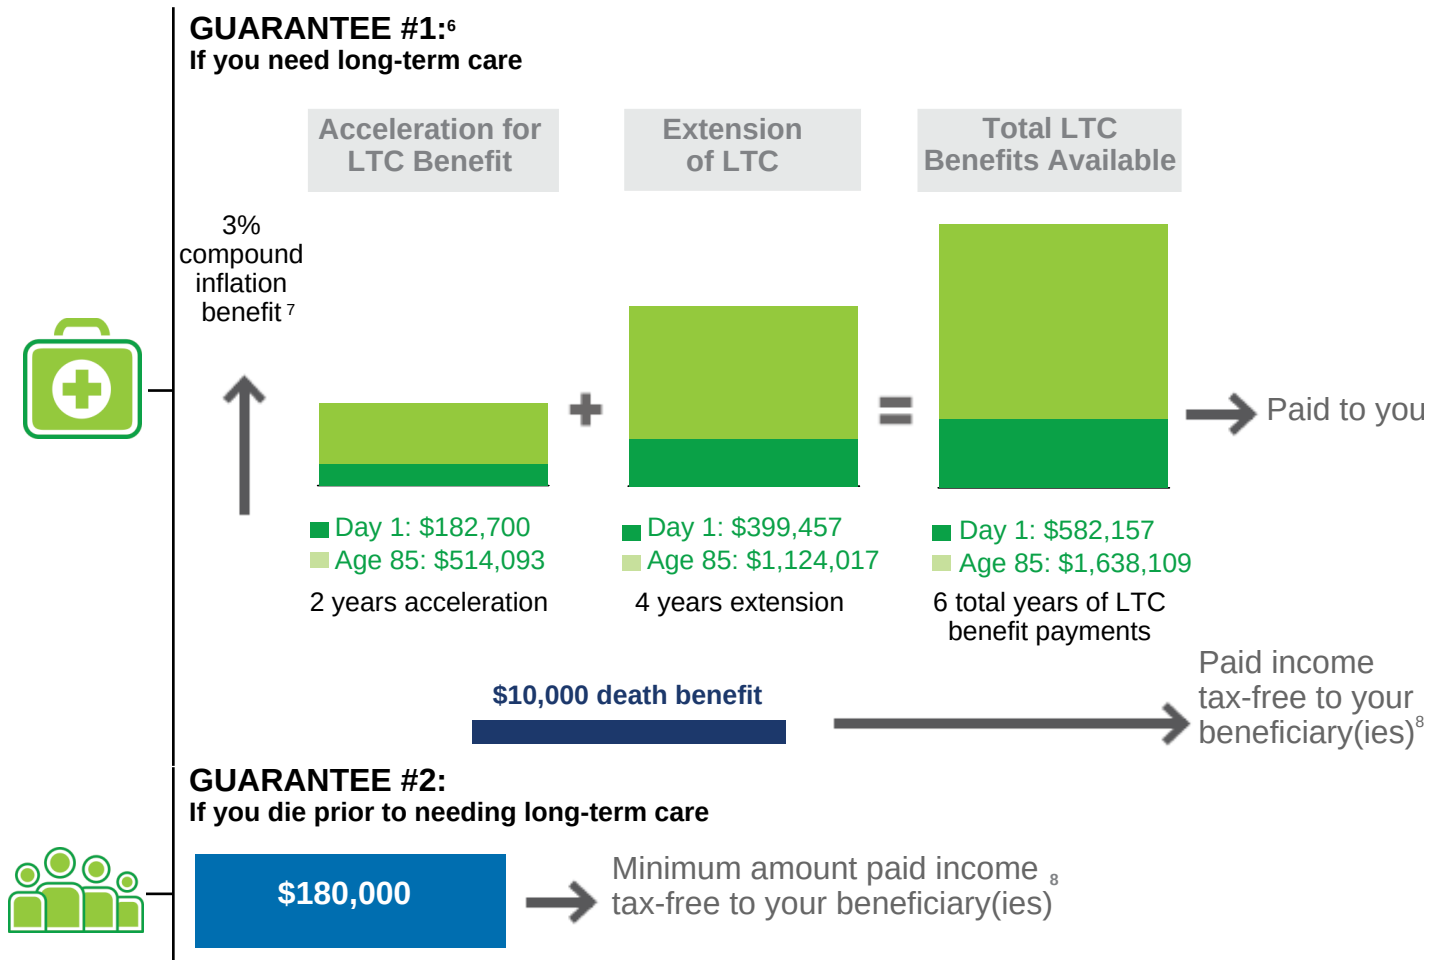 GUARANTEE #1:6
If you need long-term care
Acceleration for
LTC Benefit
Extension
of LTC
Total LTC
Benefits Available
3%
compound
inflation
benefit 7
+
=
Paid to you
Day 1: $182,700
Age 85: $514,093
2 years acceleration
Day 1: $399,457
Age 85: $1,124,017
4 years extension
Day 1: $582,157
Age 85: $1,638,109
6 total years of LTC
benefit payments
$10,000 death benefit
Paid income
tax-free to your
beneficiary(ies)8
GUARANTEE #2:
If you die prior to needing long-term care
$180,000
Minimum amount paid income 8
tax-free to your beneficiary(ies)